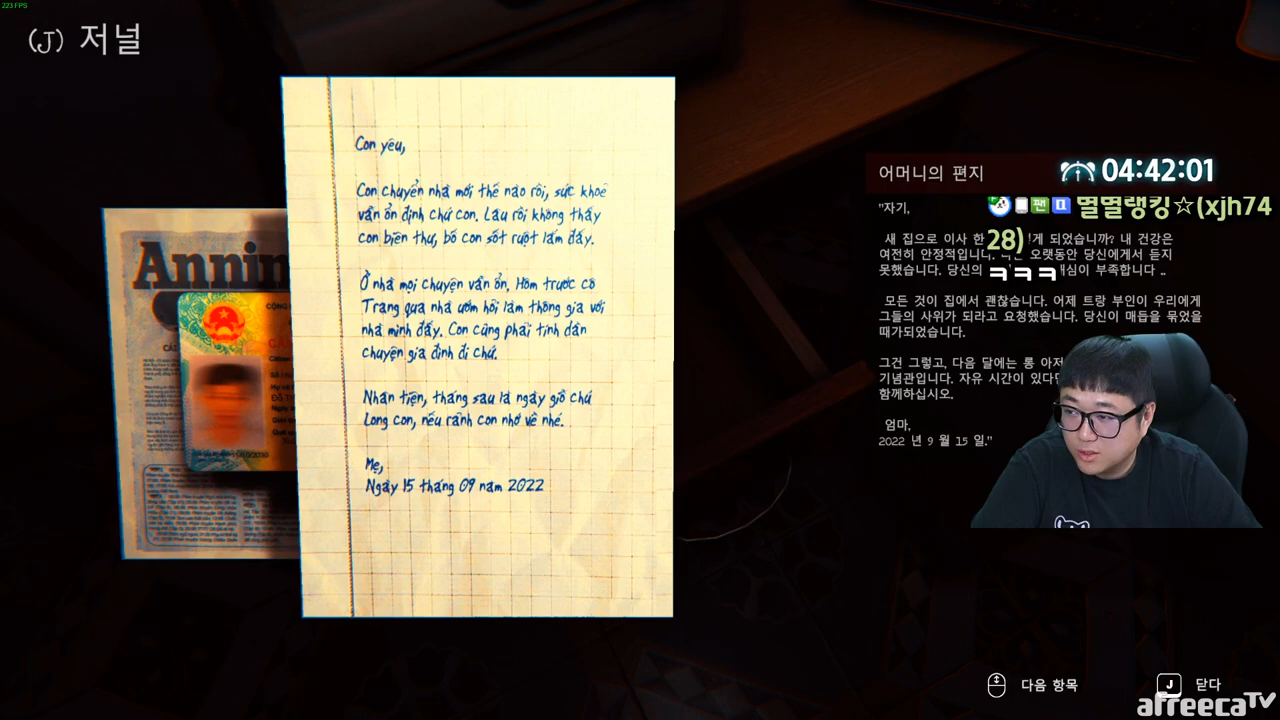 223 FPS
(J) 저널
Annin
CỘNG
Con yêu,
Con chuyển nhà mới thế nào rồi, sức khoẻ
vẫn ổn định chứ con. Lâu rồi không thấy
con biên thư, bố con sốt ruột lắm đấy.
Ở nhà mọi chuyện vẫn ổn, Hôm trước cô
Trang qua nhà ướm hỏi làm thông gia với
nhà mình đấy. Con cũng phải tính dần
chuyện gia đình đi chứ.
Nhân tiện, tháng sau là ngày giỗ chú
Long con, nếu rảnh con nhớ về nhé.
Mẹ,
Ngày 15 tháng 09 năm 2022
어머니의 편지
04:42:01
팬
멸멸랭킹☆(xjh74
28)
ㅋㅋㅋ
"자기,
새 집으로 이사 한 게 되었습니까? 내 건강은
여전히 안정적입니다. 오랫동안 당신에게서 듣지
못했습니다. 당신의 내심이 부족합니다 ..
모든 것이 집에서 괜찮습니다. 어제 트랑 부인이 우리에게
그들의 사위가 되라고 요청했습니다. 당신이 매듭을 묶었을
때가되었습니다.
그건 그렇고, 다음 달에는 롱 아저
기념관입니다. 자유 시간이 있다면
함께하십시오.
엄마,
2022 년 9 월 15 일."
다음 항목
J 닫다
afreecaTV